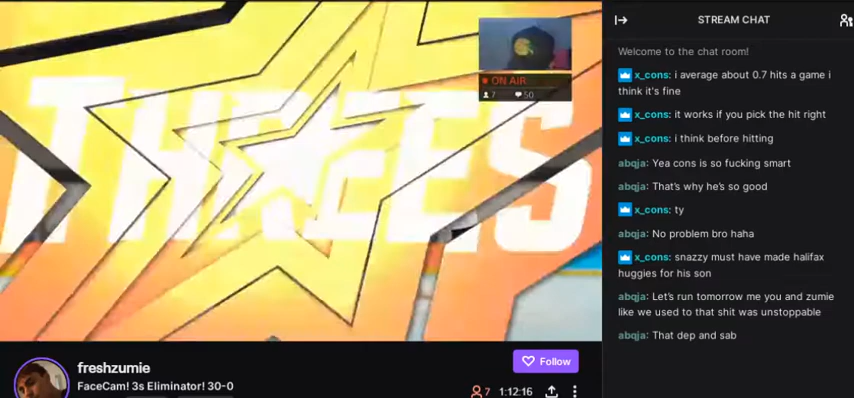 STREAM CHAT
Welcome to the chat room!
x_cons: i average about 0.7 hits a game i
think it's fine
x_cons: it works if you pick the hit right
x_cons: i think before hitting
abqja: Yea cons is so fucking smart
abqja: That's why he's so good
x_cons: ty
abqja: No problem bro haha
x_cons: snazzy must have made halifax
huggies for his son
abqja: Let's run tomorrow me you and zumie
like we used to that shit was unstoppable
abqja: That dep and sab
THREES
ON AIR
7 50
freshzumie
Follow
FaceCam! 3s Eliminator! 30-0
7 1:12:16